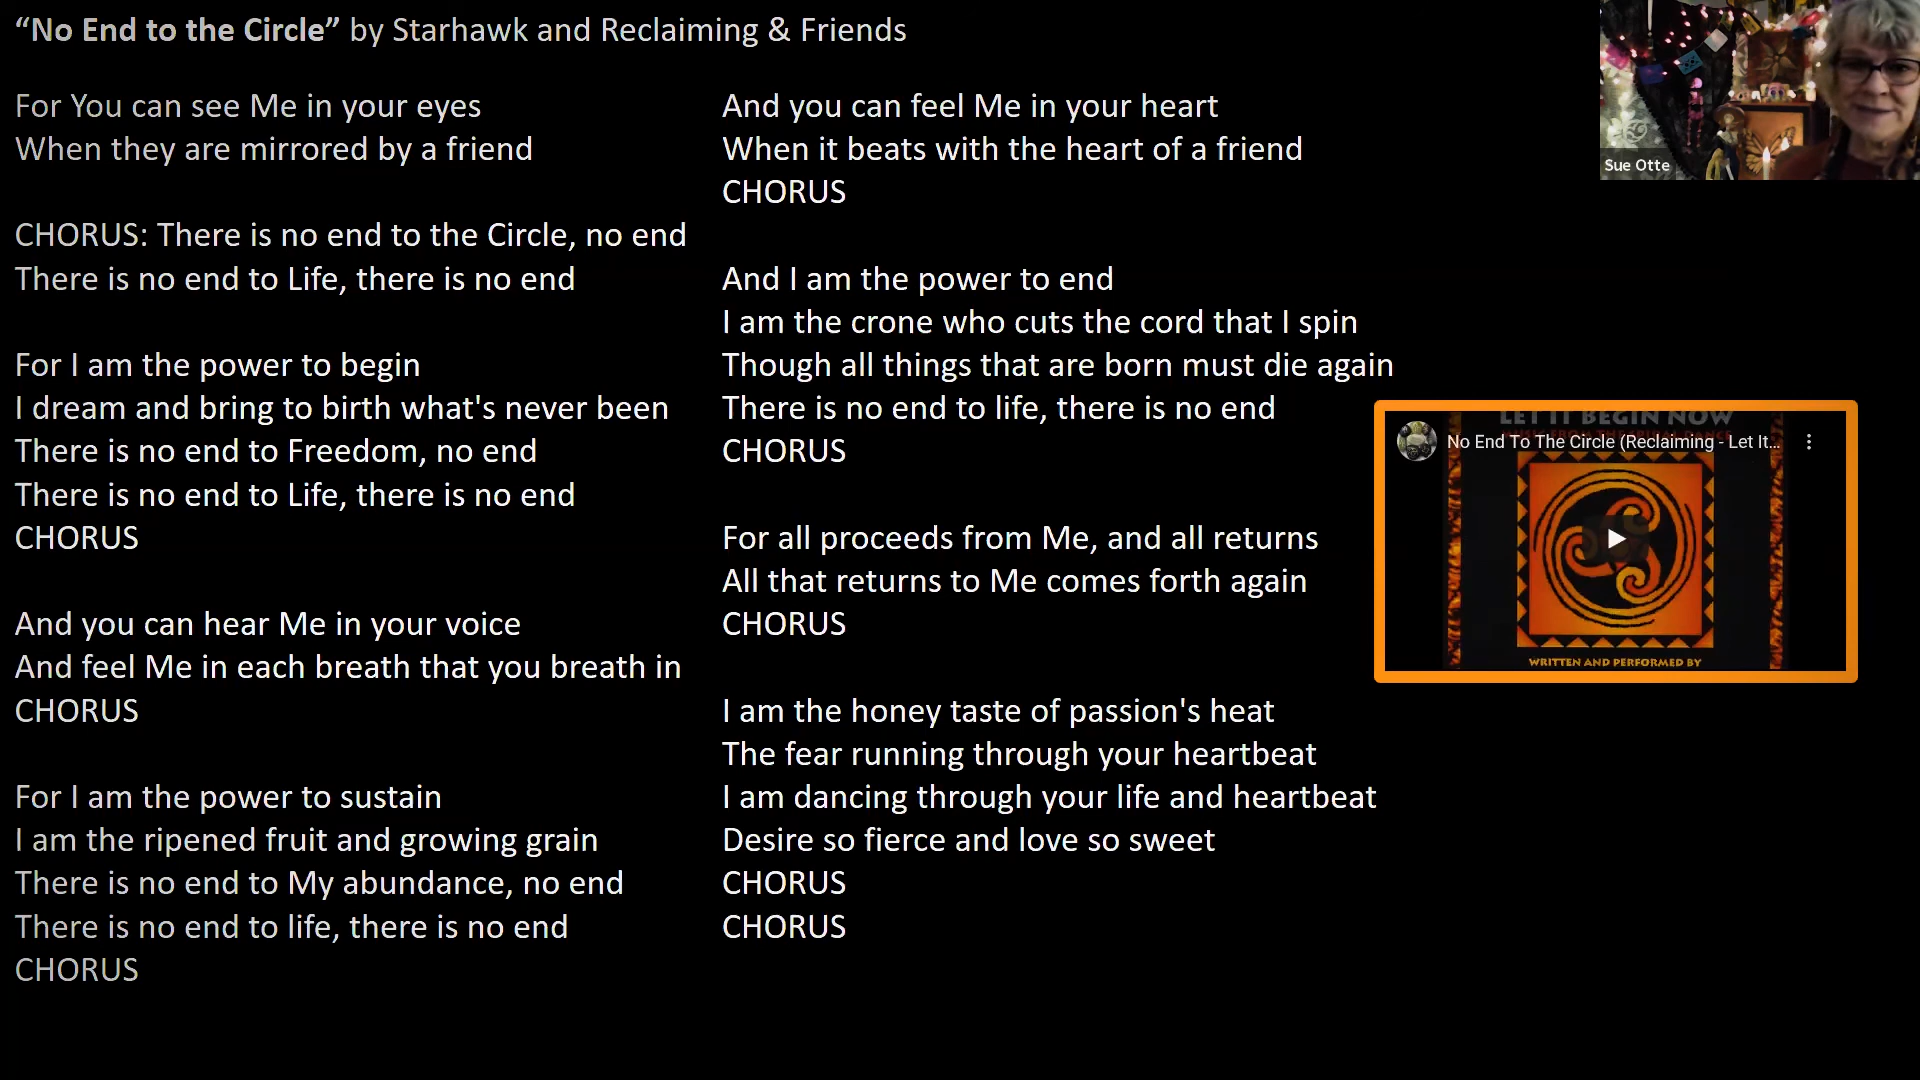 “No End to the Circle” by Starhawk and Reclaiming & Friends
For You can see Me in your eyes
When they are mirrored by a friend
CHORUS: There is no end to the Circle, no end
There is no end to Life, there is no end
For I am the power to begin
I dream and bring to birth what's never been
There is no end to Freedom, no end
There is no end to Life, there is no end
CHORUS
And you can hear Me in your voice
And feel Me in each breath that you breath in
CHORUS
For I am the power to sustain
I am the ripened fruit and growing grain
There is no end to My abundance, no end
There is no end to life, there is no end
CHORUS
And you can feel Me in your heart
When it beats with the heart of a friend
CHORUS
And I am the power to end
I am the crone who cuts the cord that I spin
Though all things that are born must die again
There is no end to life, there is no end
CHORUS
For all proceeds from Me, and all returns
All that returns to Me comes forth again
CHORUS
I am the honey taste of passion's heat
The fear running through your heartbeat
I am dancing through your life and heartbeat
Desire so fierce and love so sweet
CHORUS
CHORUS
Sue Otte
LET IT BEGIN NOW
No End To The Circle (Reclaiming - Let It...
WRITTEN AND PERFORMED BY